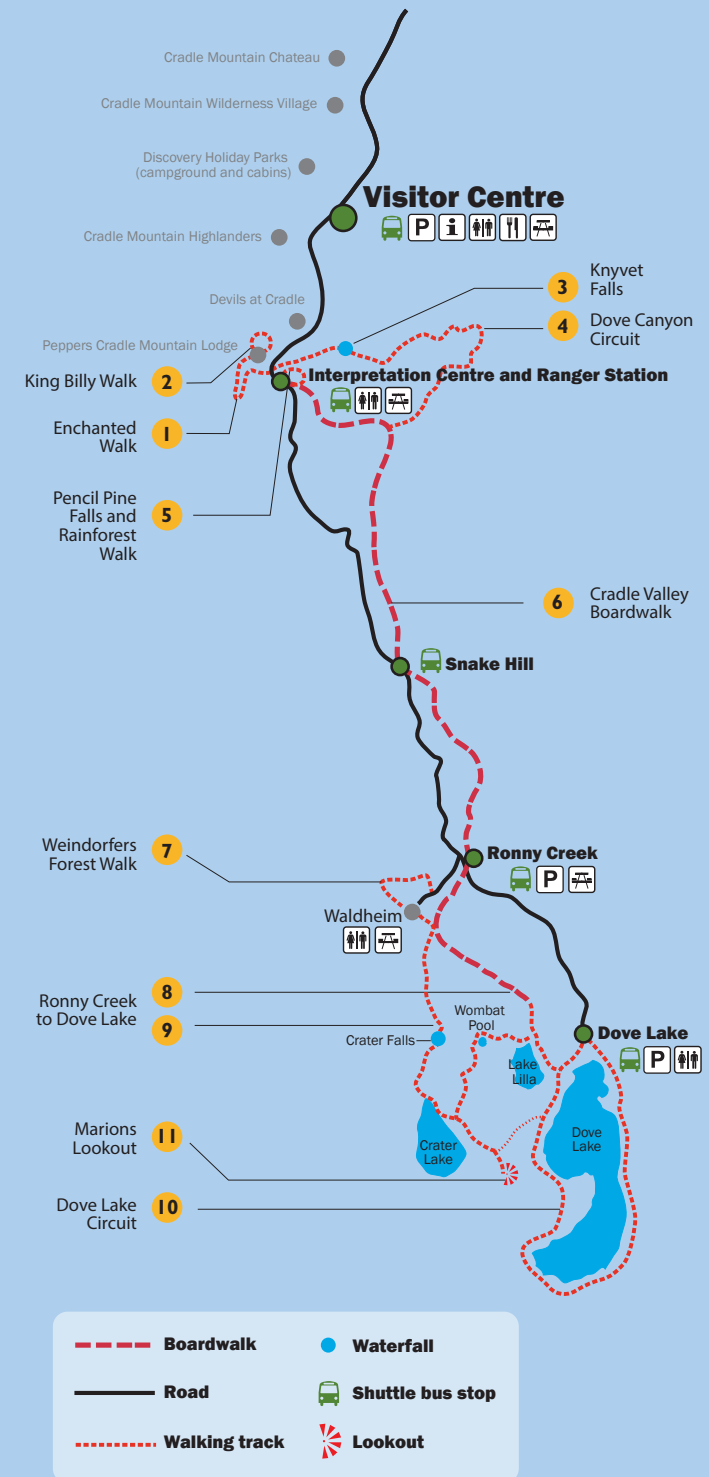 Cradle Mountain Chateau
Cradle Mountain Wilderness Village
Discovery Holiday Parks
(campground and cabins)
Visitor Centre
P i
Cradle Mountain Highlanders
Knyvet
Falls
3
Devils at Cradle
4
Dove Canyon
Circuit
Peppers Cradle Mountain Lodge
King Billy Walk
2
Interpretation Centre and Ranger Station
Enchanted
Walk
1
Pencil Pine
Falls and
Rainforest
Walk
5
6
Cradle Valley
Boardwalk
Snake Hill
Weindorfers
Forest Walk
7
Ronny Creek
P
Waldheim
8
Ronny Creek
to Dove Lake
9
Wombat
Pool
Crater Falls
Dove Lake
P
Lake
Lilla
Marions
Lookout
11
Crater
Lake
Dove
Lake
Dove Lake
Circuit
10
Boardwalk
Waterfall
Road
Shuttle bus stop
Walking track
Lookout